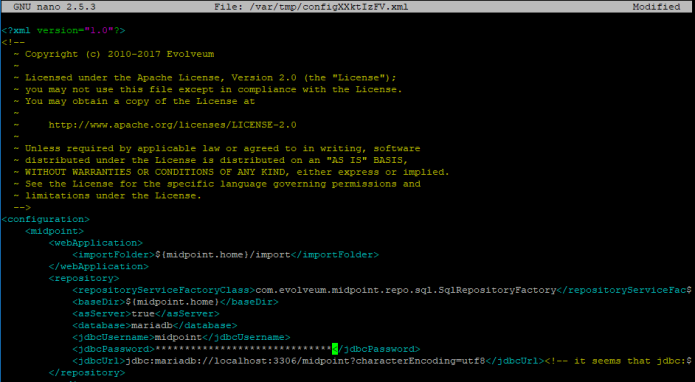 GNU nano 2.5.3 File: /var/tmp/configXXktIzFV.xml Modified
<?xml version="1.0"?>
<!--
~ Copyright (c) 2010-2017 Evolveum
~
~ Licensed under the Apache License, Version 2.0 (the "License");
~ you may not use this file except in compliance with the License.
~ You may obtain a copy of the License at
~
~     http://www.apache.org/licenses/LICENSE-2.0
~
~ Unless required by applicable law or agreed to in writing, software
~ distributed under the License is distributed on an "AS IS" BASIS,
~ WITHOUT WARRANTIES OR CONDITIONS OF ANY KIND, either express or implied.
~ See the License for the specific language governing permissions and
~ limitations under the License.
-->
<configuration>
<midpoint>
<webApplication>
<importFolder>${midpoint.home}/import</importFolder>
</webApplication>
<repository>
<repositoryServiceFactoryClass>com.evolveum.midpoint.repo.sql.SqlRepositoryFactory</repositoryServiceFac$
<baseDir>${midpoint.home}</baseDir>
<asServer>true</asServer>
<database>mariadb</database>
<jdbcUsername>midpoint</jdbcUsername>
<jdbcPassword>******************************</jdbcPassword>
<jdbcUrl>jdbc:mariadb://localhost:3306/midpoint?characterEncoding=utf8</jdbcUrl><!-- it seems that jdbc:$
</repository>